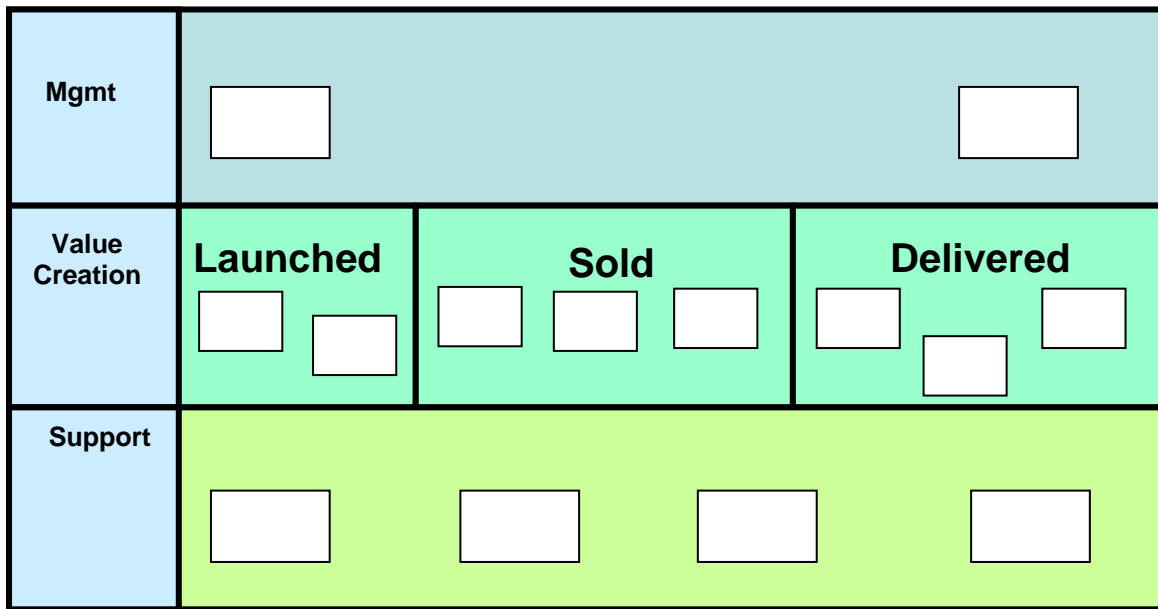 Mgmt
Value
Creation
Launched
Sold
Delivered
Support